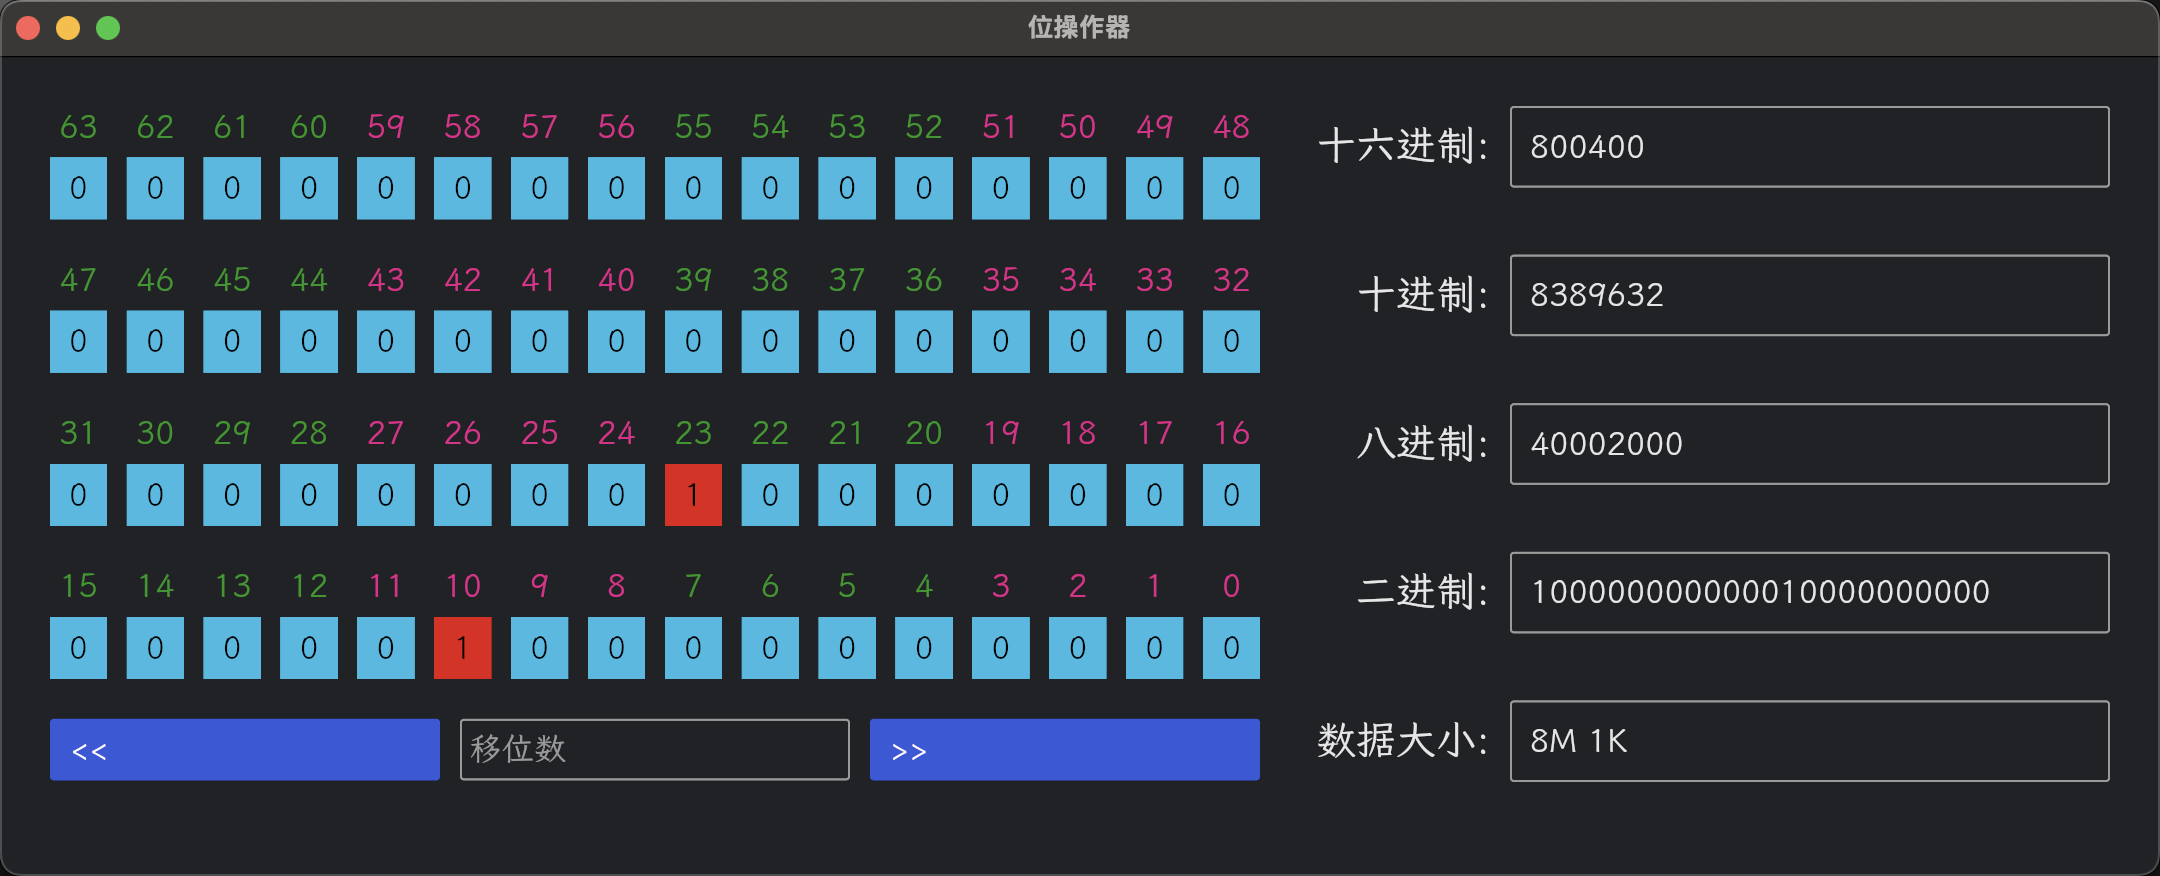 位操作器
63 62 61 60 59 58 57 56 55 54 53 52 51 50 49 48
0 0 0 0 0 0 0 0 0 0 0 0 0 0 0 0
47 46 45 44 43 42 41 40 39 38 37 36 35 34 33 32
0 0 0 0 0 0 0 0 0 0 0 0 0 0 0 0
31 30 29 28 27 26 25 24 23 22 21 20 19 18 17 16
0 0 0 0 0 0 0 0 1 0 0 0 0 0 0 0
15 14 13 12 11 10 9 8 7 6 5 4 3 2 1 0
0 0 0 0 0 1 0 0 0 0 0 0 0 0 0 0
<< 移位数 >>
十六进制: 800400
十进制: 8389632
八进制: 40002000
二进制: 100000000000010000000000
数据大小: 8M 1K